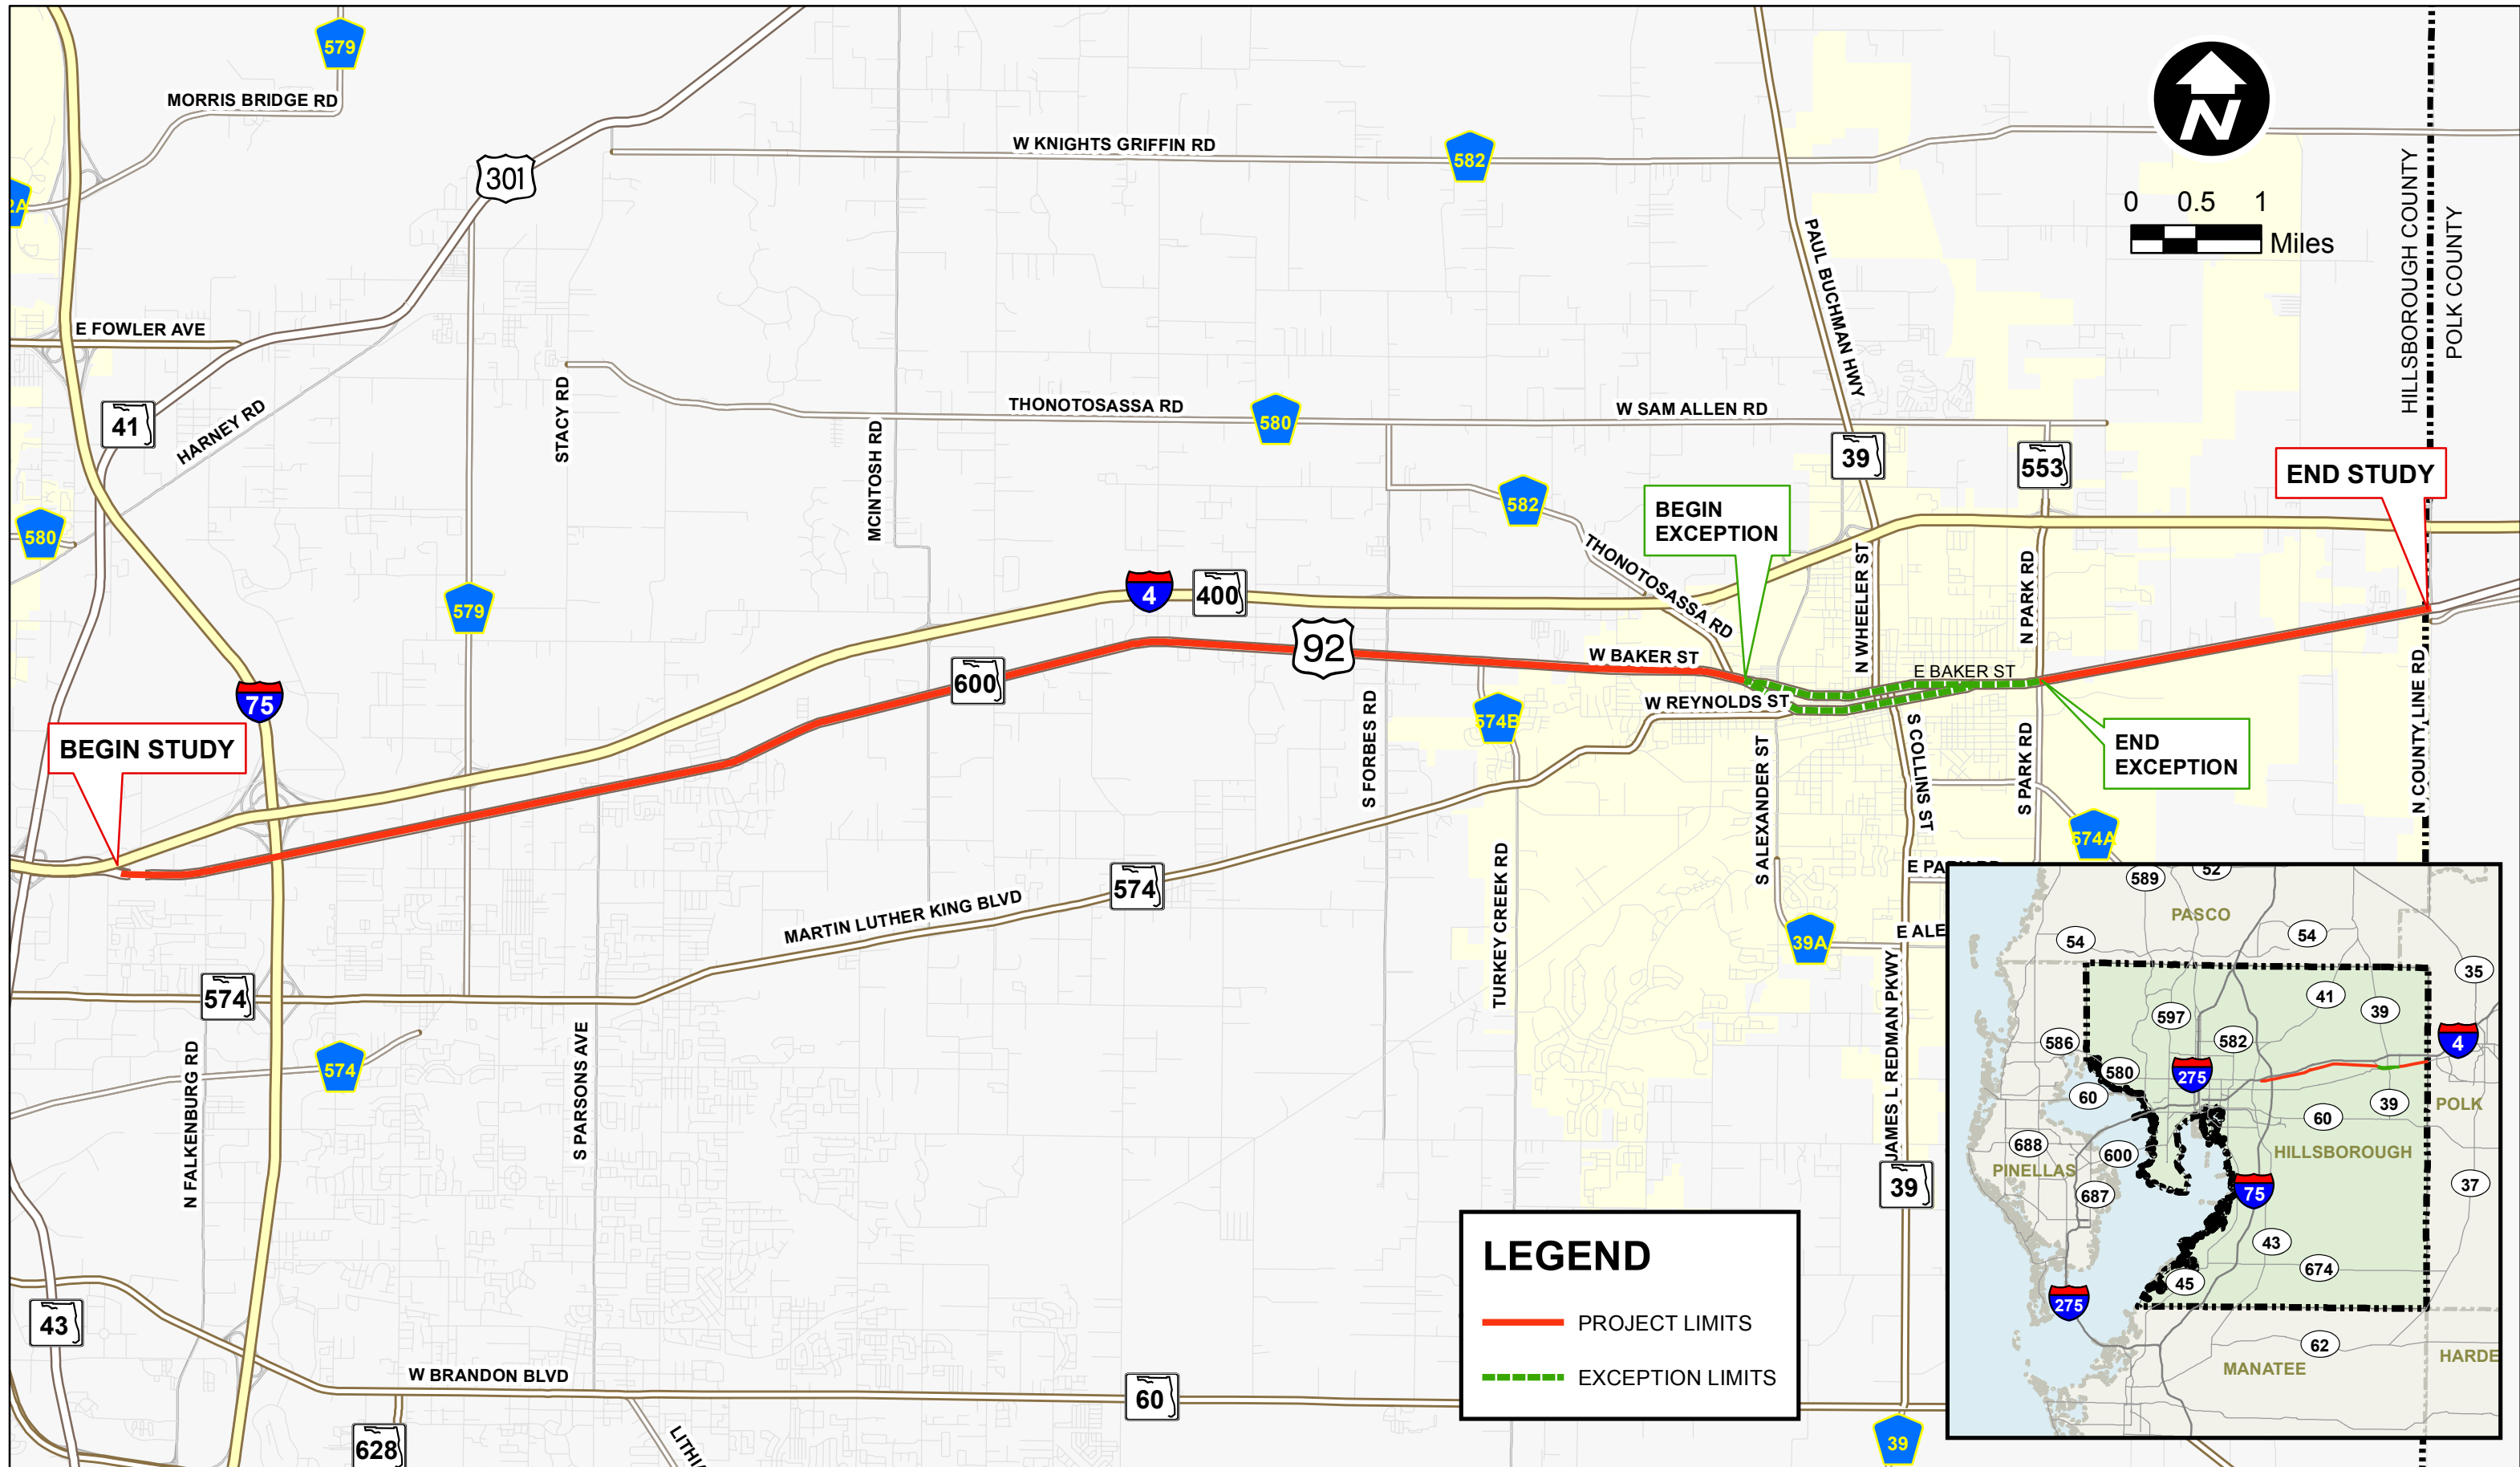 579
MORRIS BRIDGE RD
301
W KNIGHTS GRIFFIN RD
582
N
0 0.5 1
Miles
HILLSBOROUGH COUNTY
POLK COUNTY
2A
PAUL BUCHMAN HWY
E FOWLER AVE
41
HARNEY RD
STACY RD
MCINTOSH RD
THONOTOSASSA RD
580
W SAM ALLEN RD
39
553
END STUDY
580
582
BEGIN
EXCEPTION
THONOTOSASSA RD
N WHEELER ST
N PARK RD
579
4
400
92
W BAKER ST
E BAKER ST
600
75
574B
W REYNOLDS ST
S FORBES RD
S COLLINS ST
S PARK RD
N COUNTY LINE RD
BEGIN STUDY
END
EXCEPTION
S ALEXANDER ST
574A
574
MARTIN LUTHER KING BLVD
TURKEY CREEK RD
E PARK RD
39A
E ALE
574
574
N FALKENBURG RD
S PARSONS AVE
JAMES L REDMAN PKWY
39
43
W BRANDON BLVD
60
628
LITHI
39
LEGEND
PROJECT LIMITS
EXCEPTION LIMITS
589
52
PASCO
54
54
35
41
39
597
586
582
4
580
275
60
39
POLK
60
688
600
HILLSBOROUGH
PINELLAS
687
75
37
43
45
674
275
62
MANATEE
HARDE